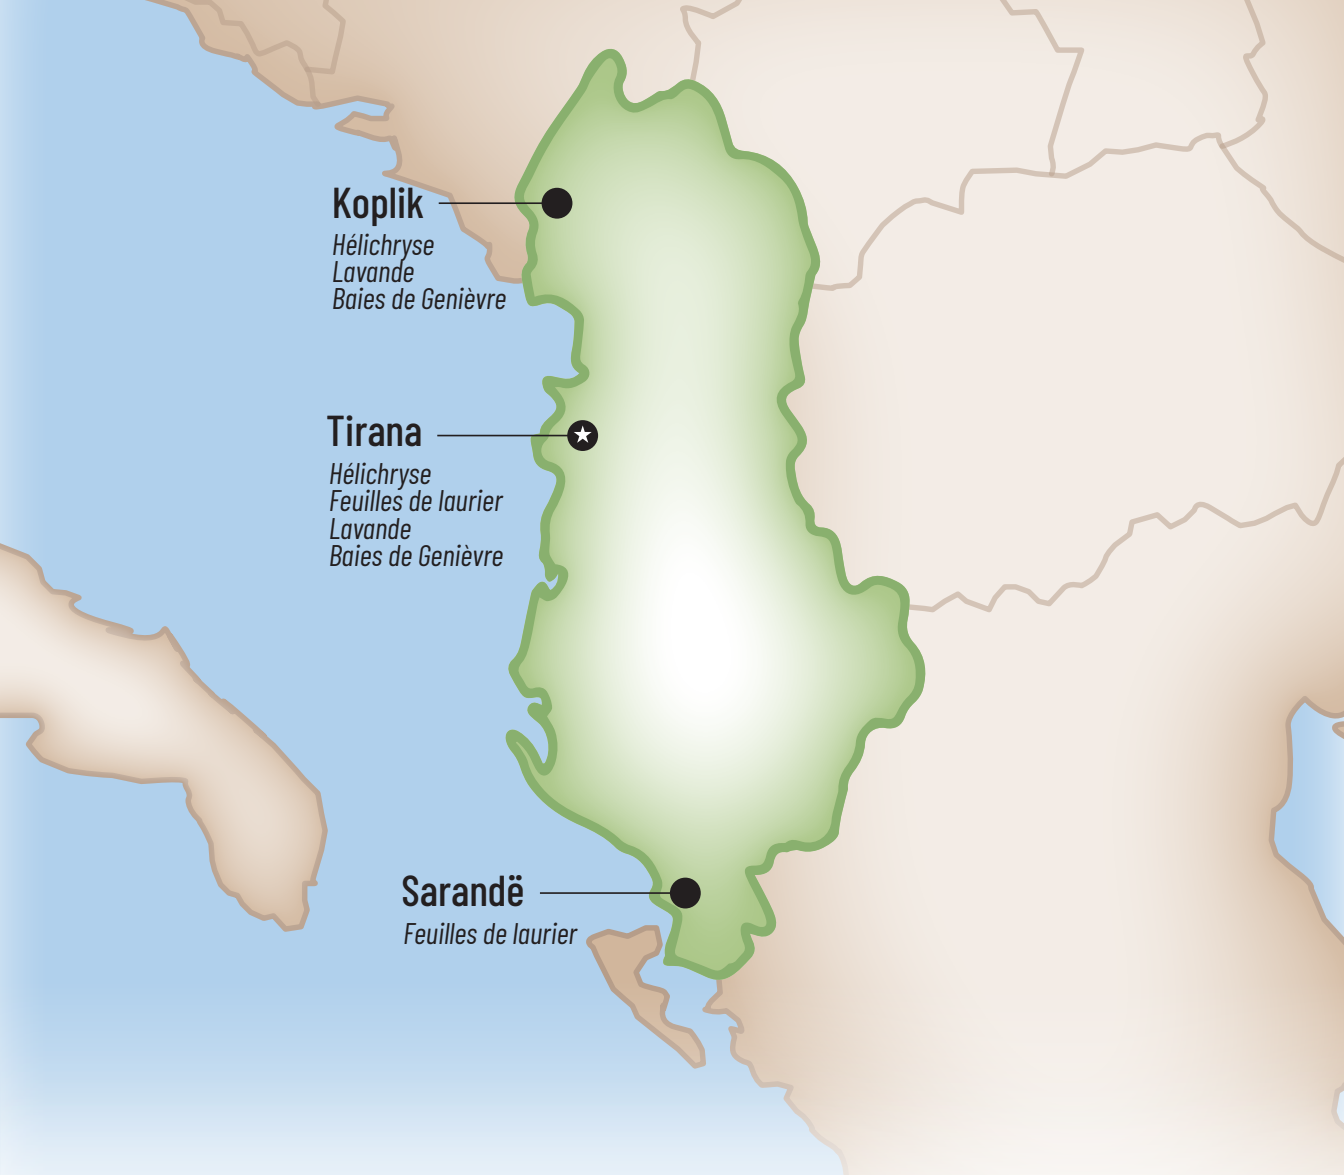 Koplik
Hélichryse
Lavande
Baies de Genièvre
Tirana
Hélichryse
Feuilles de laurier
Lavande
Baies de Genièvre
Sarandë
Feuilles de laurier